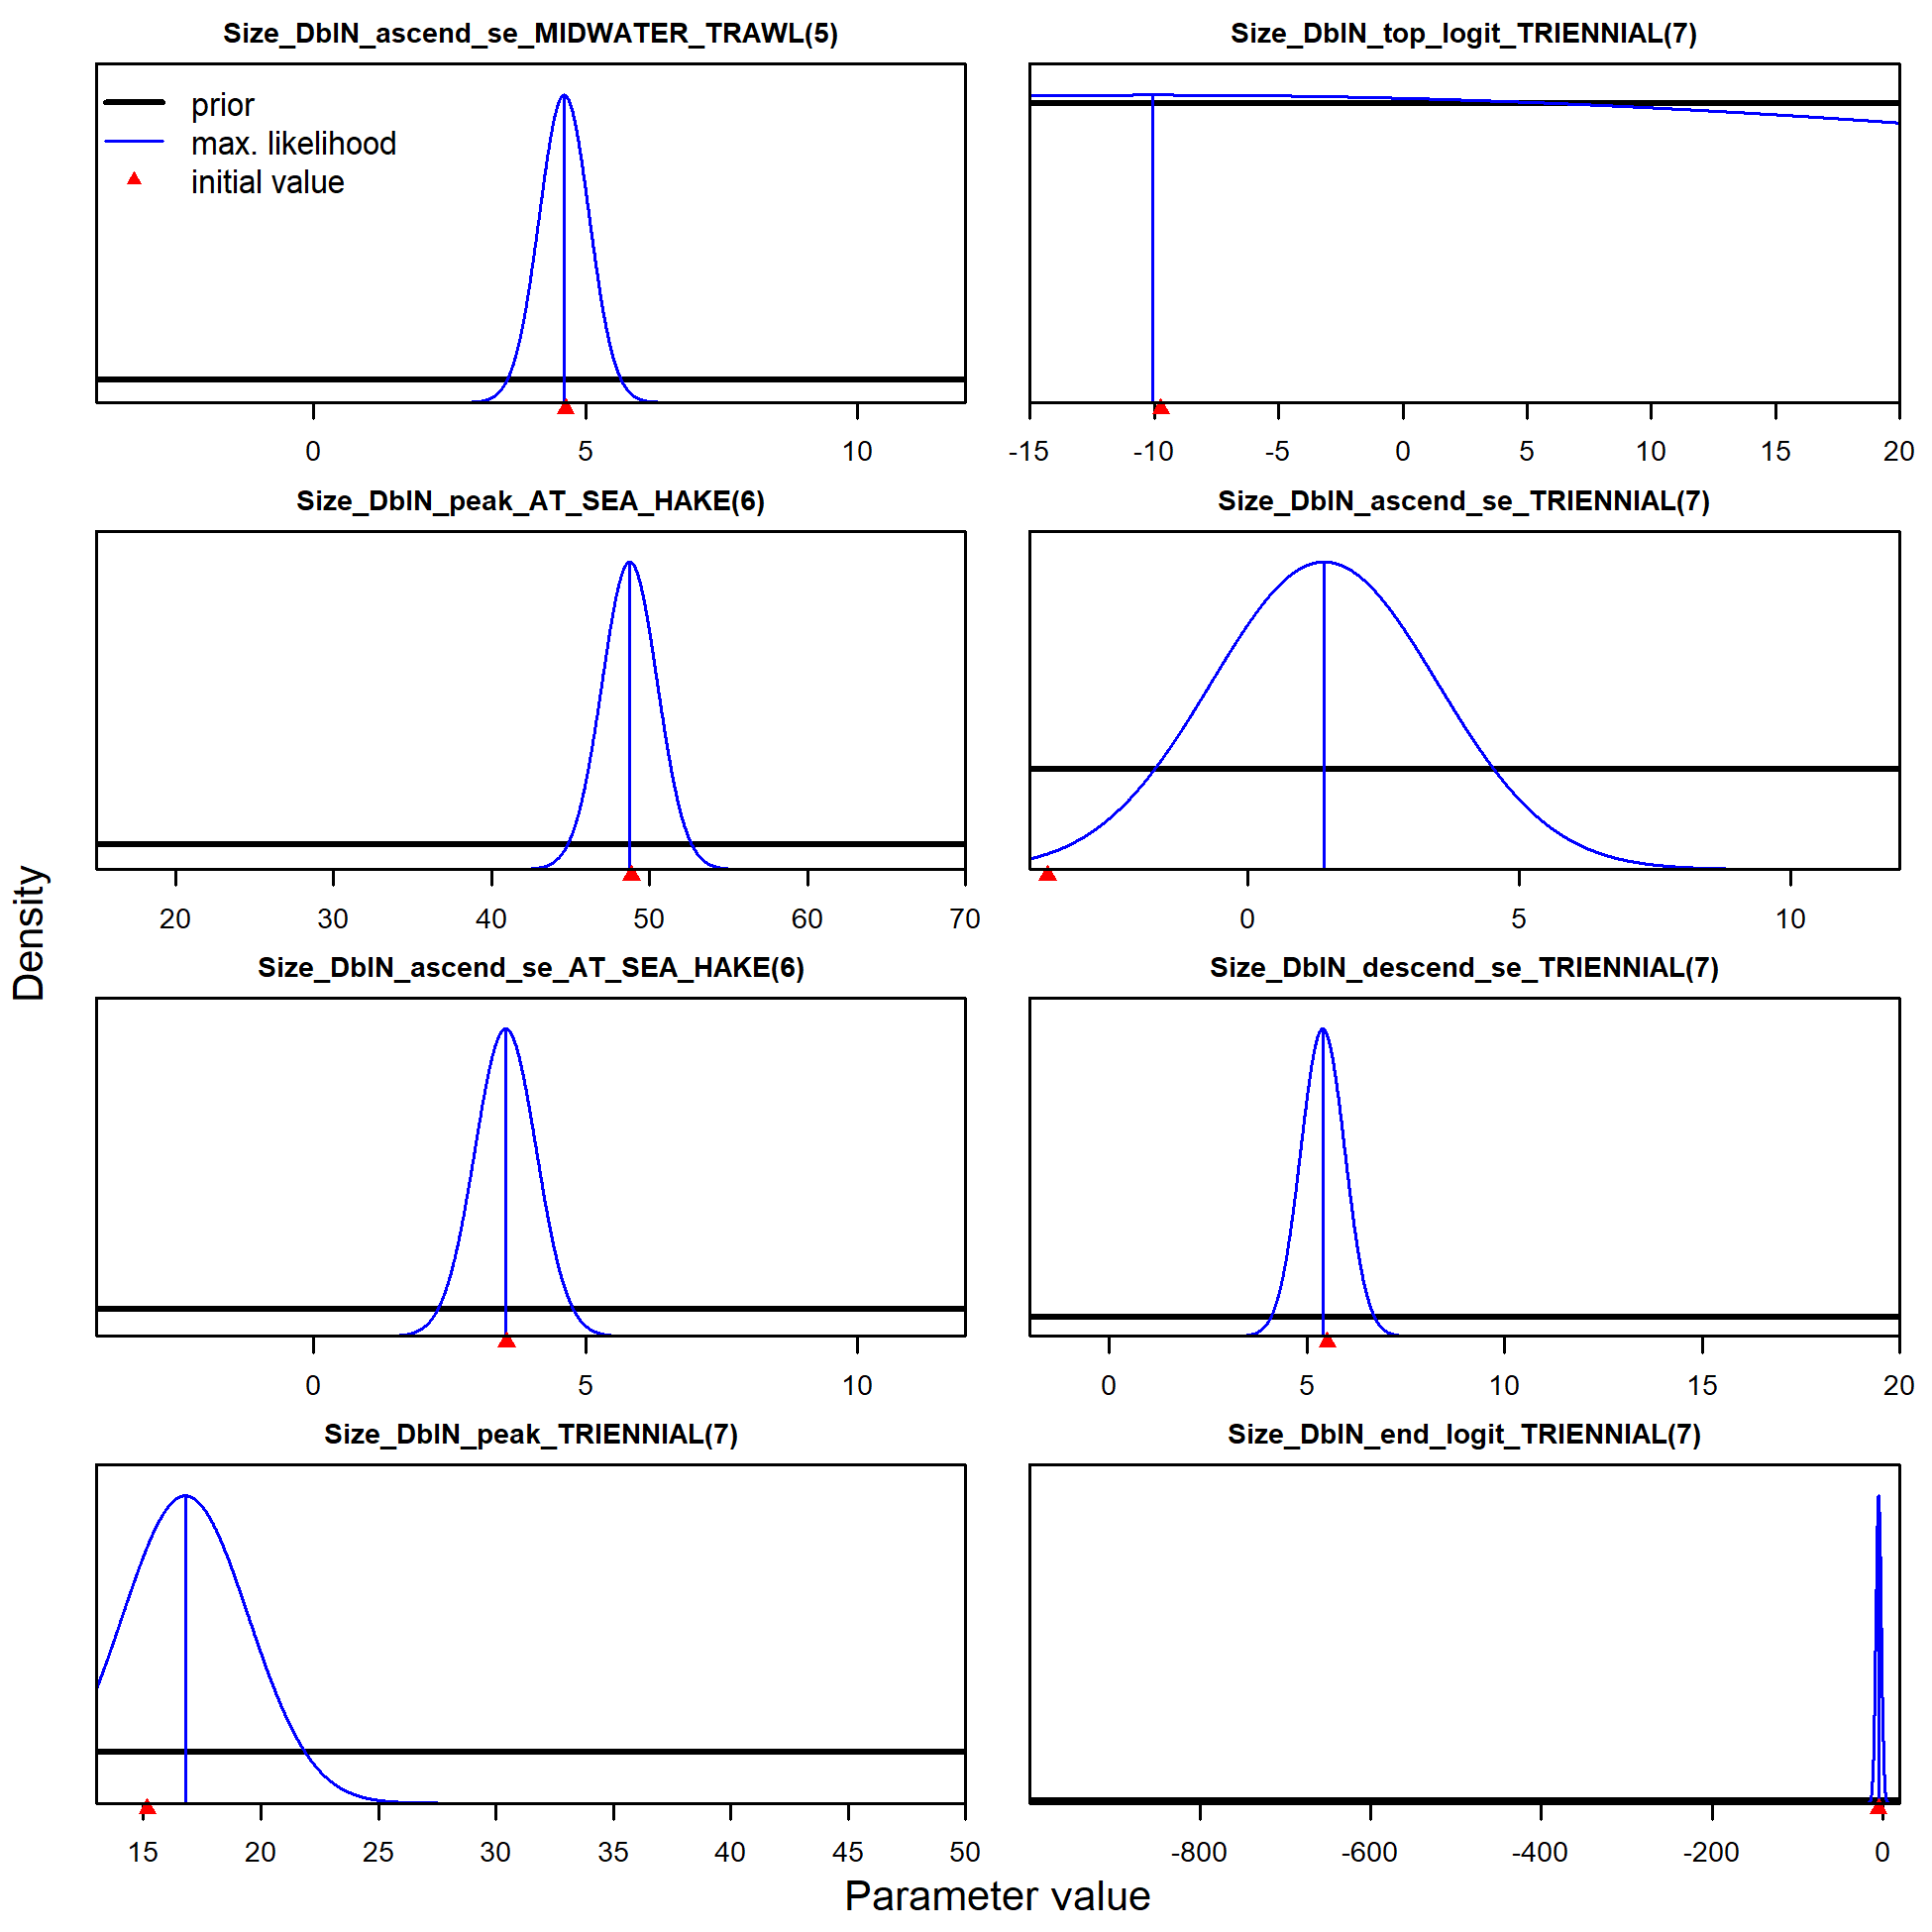 Size_DblN_ascend_se_MIDWATER_TRAWL(5)
prior
max. likelihood
initial value
0 5 10
Size_DblN_top_logit_TRIENNIAL(7)
-15 -10 -5 0 5 10 15 20
Size_DblN_peak_AT_SEA_HAKE(6)
20 30 40 50 60 70
Size_DblN_ascend_se_TRIENNIAL(7)
0 5 10
Size_DblN_ascend_se_AT_SEA_HAKE(6)
0 5 10
Size_DblN_descend_se_TRIENNIAL(7)
0 5 10 15 20
Size_DblN_peak_TRIENNIAL(7)
15 20 25 30 35 40 45 50
Size_DblN_end_logit_TRIENNIAL(7)
-800 -600 -400 -200 0
Density
Parameter value